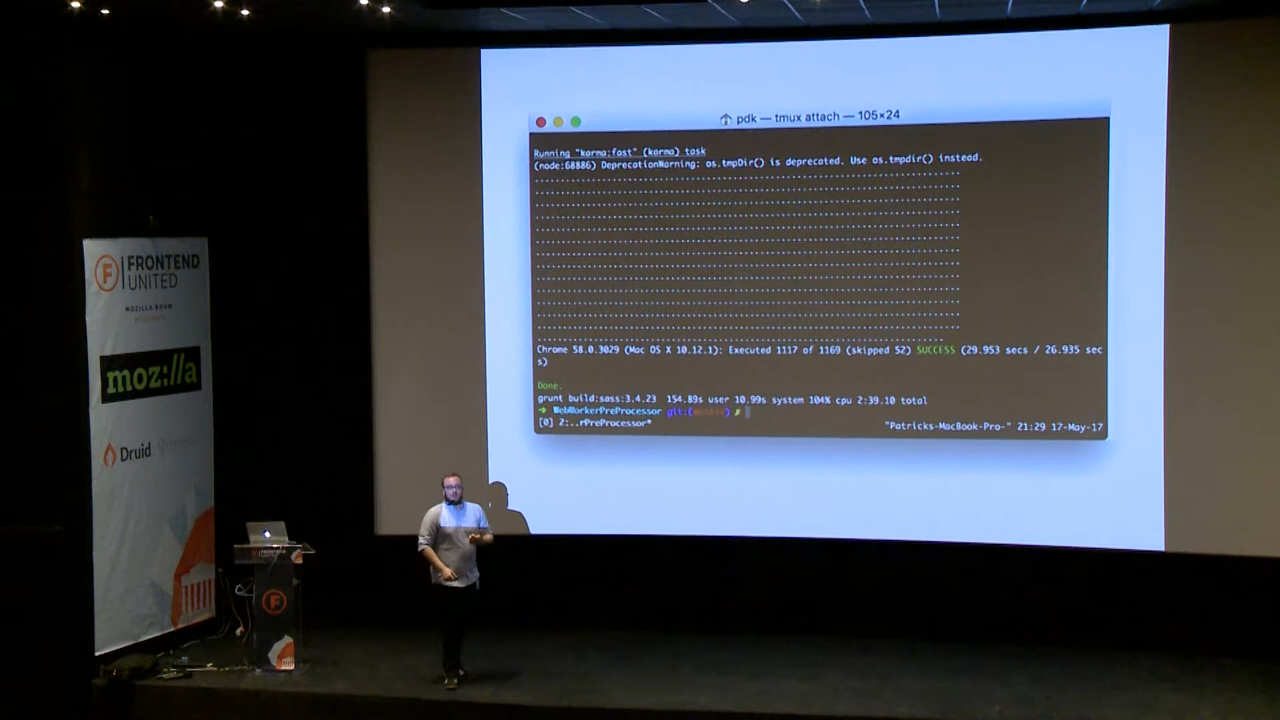 pdk — tmux attach — 105×24
Running "karma:fast" (karma) task
(node:68886) DeprecationWarning: os.tmpDir() is deprecated. Use os.tmpdir() instead.
Chrome 58.0.3029 (Mac OS X 10.12.1): Executed 1117 of 1169 (skipped 52) SUCCESS (29.953 secs / 26.935 sec
s)
Done.
grunt build:sass:3.4.23 154.89s user 10.99s system 104% cpu 2:39.10 total
→ WebWorkerPreProcessor git:( ) ✗
[0] 2:..rPreProcessor* "Patricks-MacBook-Pro-" 21:29 17-May-17
F FRONTEND
UNITED
MOZILLA ROOM
moz://a
Druid
FRONTEND
F